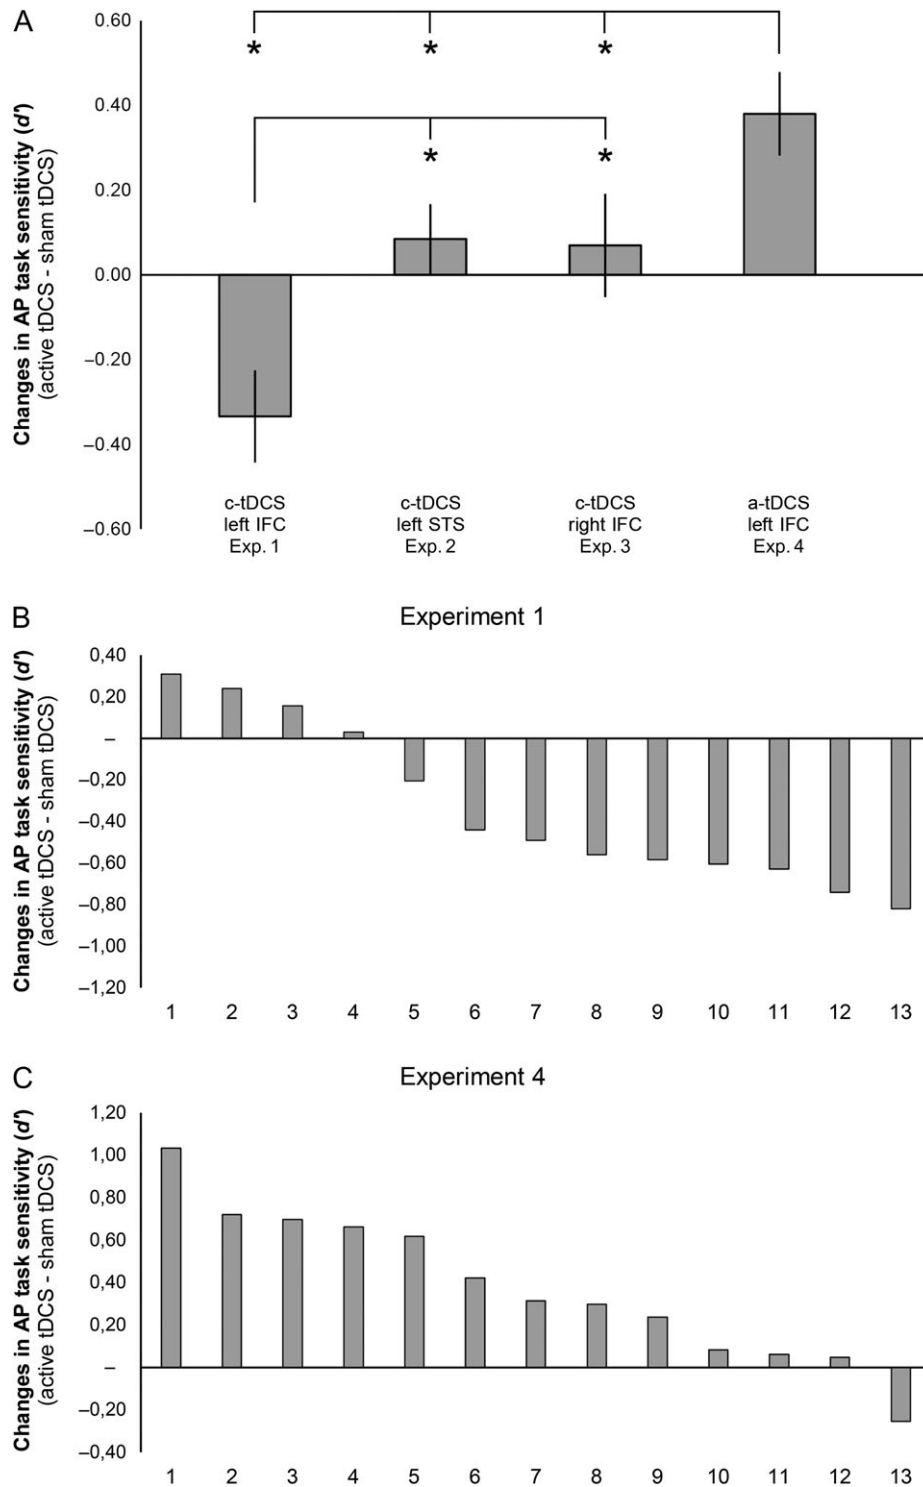 A
Changes in AP task sensitivity (d')
(active tDCS - sham tDCS)
0.60
0.40
0.20
0.00
–0.20
–0.40
–0.60
* * *
* *
c-tDCS
left IFC
Exp. 1
c-tDCS
left STS
Exp. 2
c-tDCS
right IFC
Exp. 3
a-tDCS
left IFC
Exp. 4
B
Experiment 1
Changes in AP task sensitivity (d')
(active tDCS - sham tDCS)
0,40
0,20
–
–0,20
–0,40
–0,60
–0,80
–1,00
–1,20
1 2 3 4 5 6 7 8 9 10 11 12 13
C
Experiment 4
Changes in AP task sensitivity (d')
(active tDCS - sham tDCS)
1,20
1,00
0,80
0,60
0,40
0,20
–
–0,20
–0,40
1 2 3 4 5 6 7 8 9 10 11 12 13